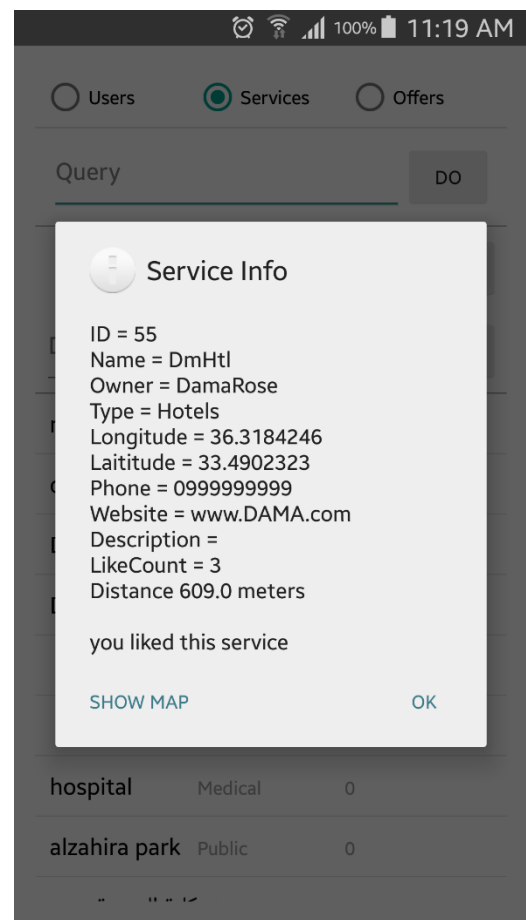 100% 11:19 AM
Users Services Offers
Query DO
Service Info
ID = 55
Name = DmHtl
Owner = DamaRose
Type = Hotels
Longitude = 36.3184246
Laititude = 33.4902323
Phone = 0999999999
Website = www.DAMA.com
Description =
LikeCount = 3
Distance 609.0 meters
you liked this service
SHOW MAP OK
hospital Medical 0
alzahira park Public 0